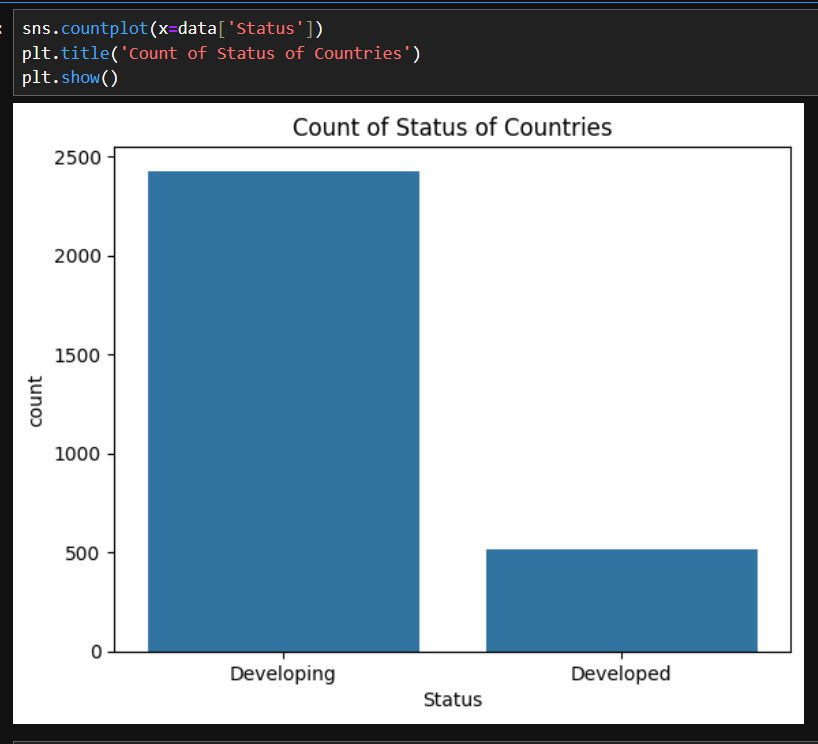 :
sns.countplot(x=data['Status'])
plt.title('Count of Status of Countries')
plt.show()
Count of Status of Countries
2500
2000
1500
1000
500
0
count
Developing Developed
Status